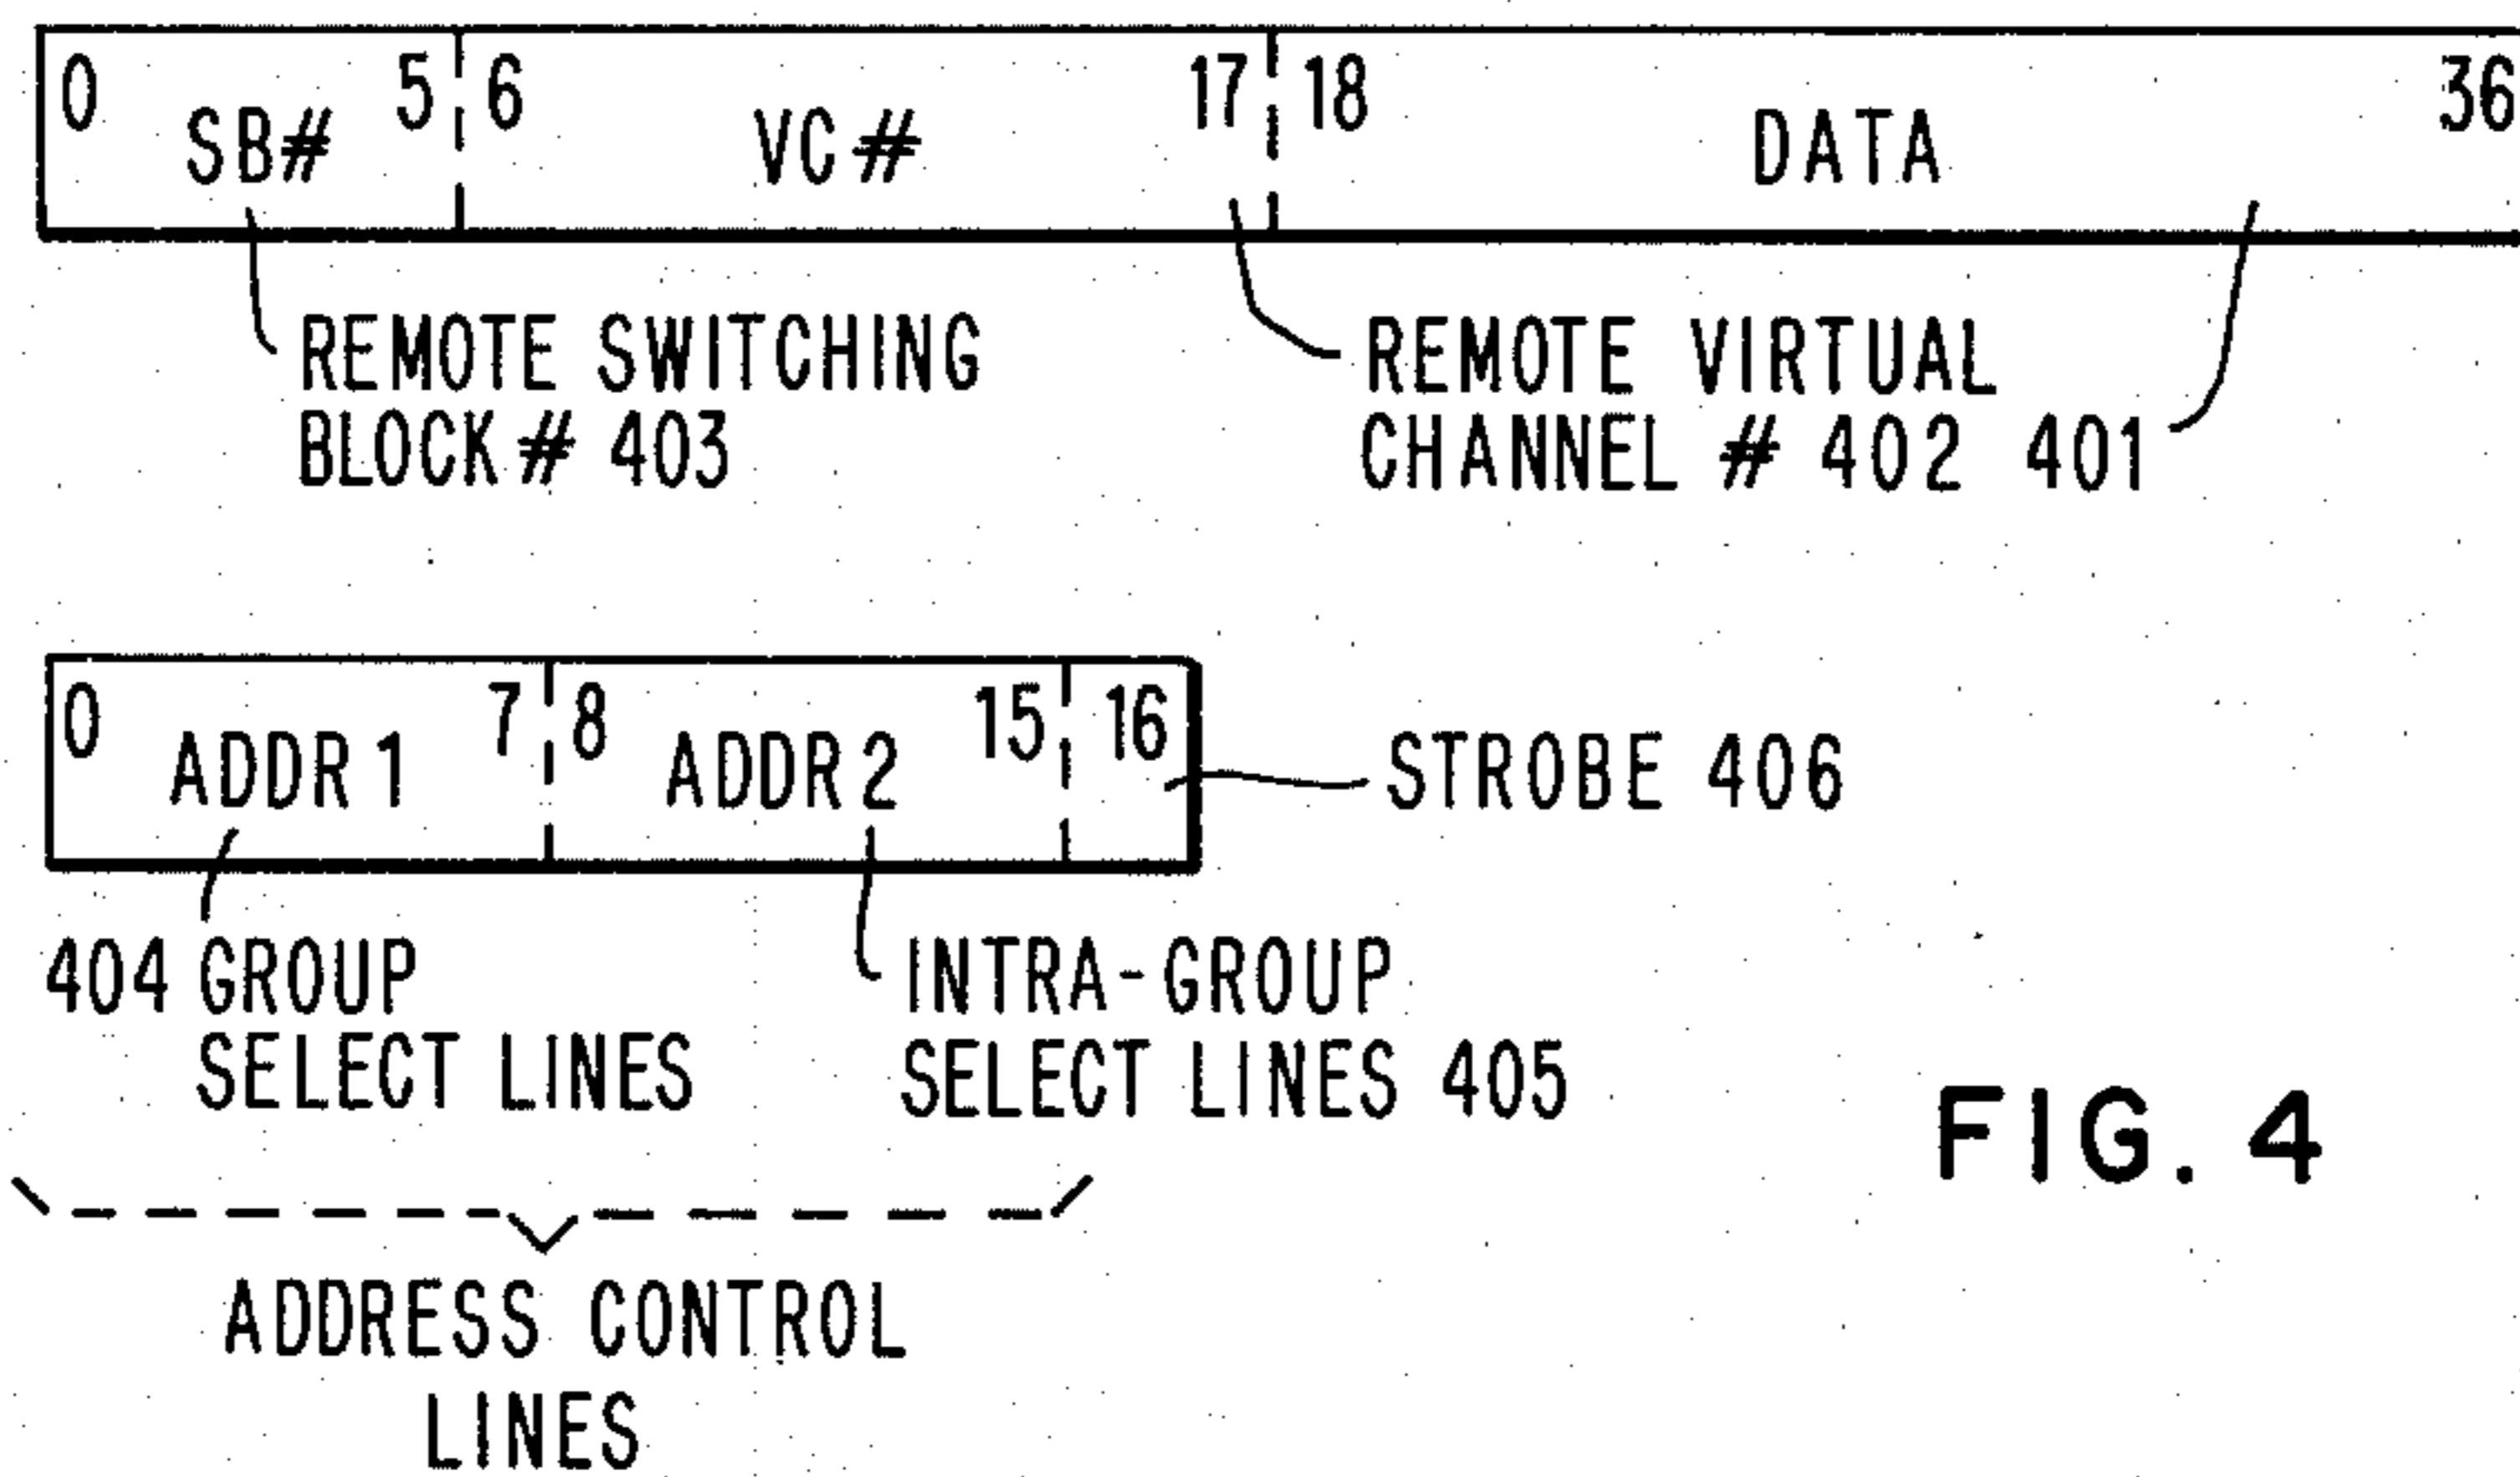 0 SB# 5 6 VC# 17 18 DATA 36
REMOTE SWITCHING
BLOCK# 403
REMOTE VIRTUAL
CHANNEL # 402 401
0 ADDR 1 7 8 ADDR 2 15 16
STROBE 406
404 GROUP
SELECT LINES
INTRA-GROUP
SELECT LINES 405
ADDRESS CONTROL
LINES
FIG. 4